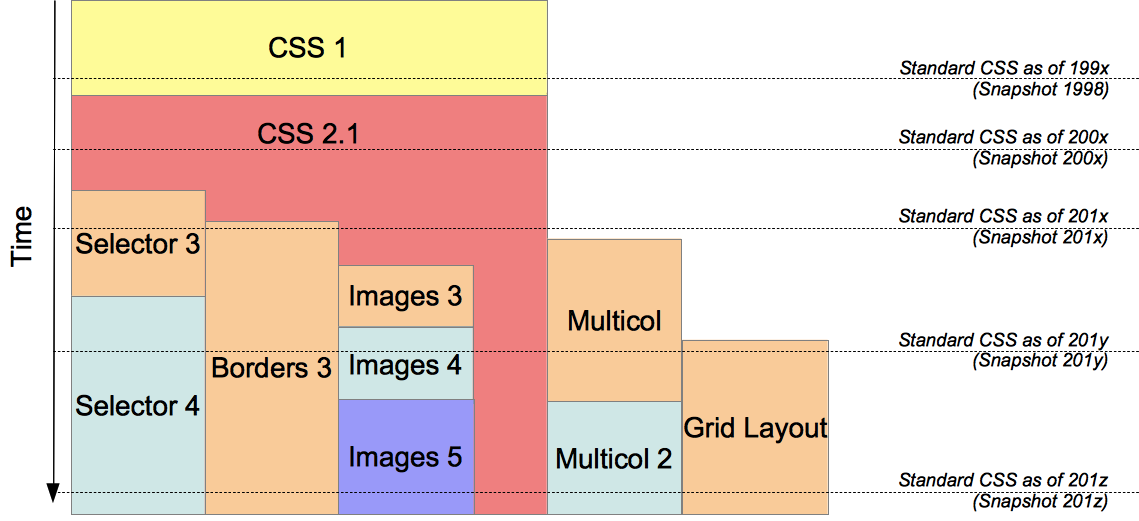 CSS 1
Standard CSS as of 199x
(Snapshot 1998)
CSS 2.1
Standard CSS as of 200x
(Snapshot 200x)
Time
Selector 3
Standard CSS as of 201x
(Snapshot 201x)
Images 3
Multicol
Borders 3
Images 4
Standard CSS as of 201y
(Snapshot 201y)
Selector 4
Grid Layout
Images 5
Multicol 2
Standard CSS as of 201z
(Snapshot 201z)